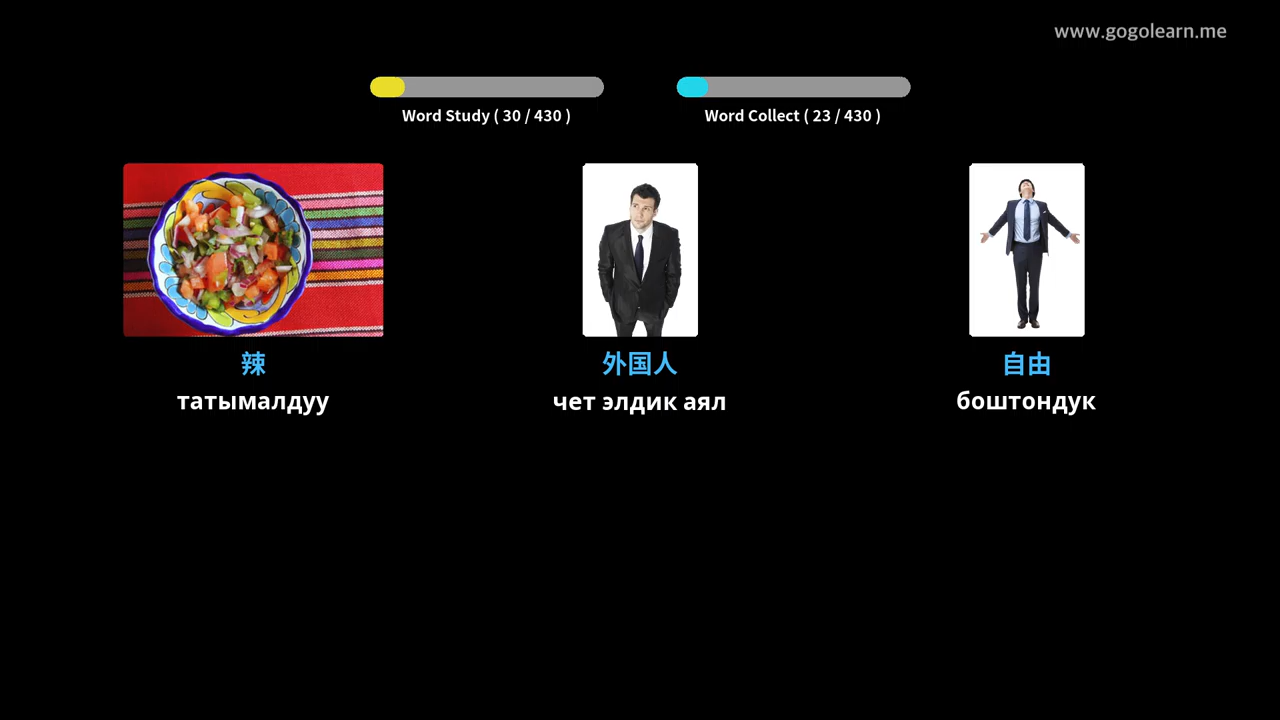 www.gogolearn.me
Word Study ( 30 / 430 )
Word Collect ( 23 / 430 )
辣
татымалдуу
外国人
чет элдик аял
自由
боштондук